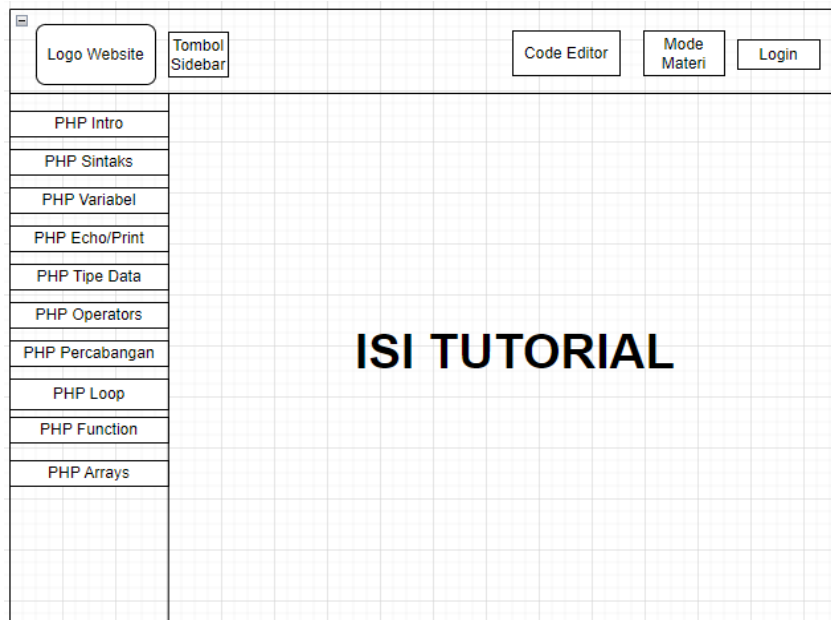 Logo Website
Tombol
Sidebar
Code Editor
Mode
Materi
Login
PHP Intro
PHP Sintaks
PHP Variabel
PHP Echo/Print
PHP Tipe Data
PHP Operators
PHP Percabangan
PHP Loop
PHP Function
PHP Arrays
ISI TUTORIAL